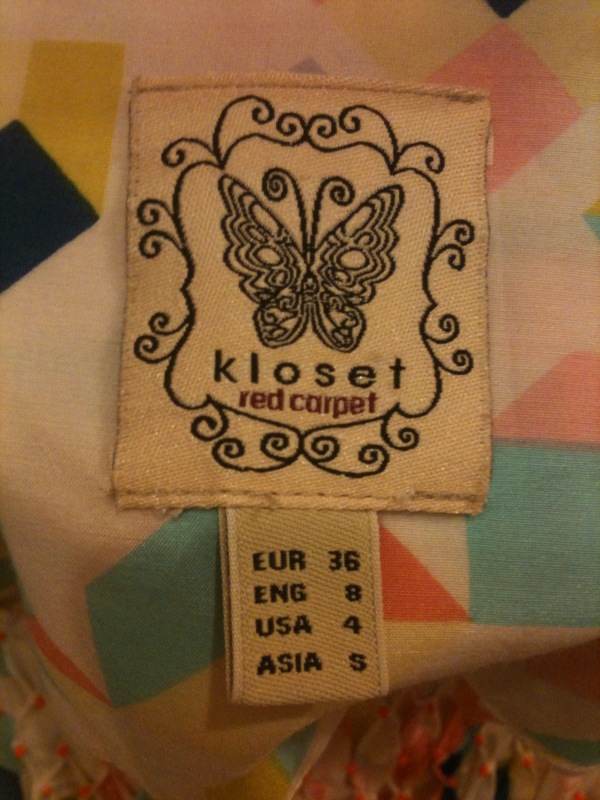 kloset
red carpet
EUR 36
ENG 8
USA 4
ASIA S